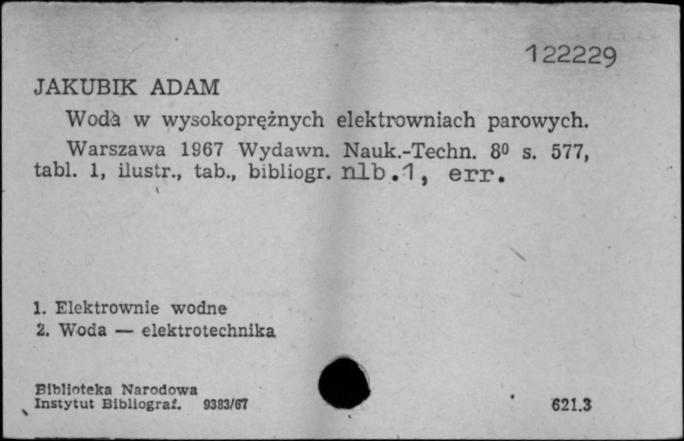 122229
JAKUBIK ADAM
Woda w wysokoprężnych elektrowniach parowych.
Warszawa 1967 Wydawn. Nauk.-Techn. 8⁰ s. 577,
tabl. 1, ilustr., tab., bibliogr. nlb.1, err.
1. Elektrownie wodne
2. Woda — elektrotechnika
Biblioteka Narodowa
Instytut Bibliograf. 9383/67
621.3